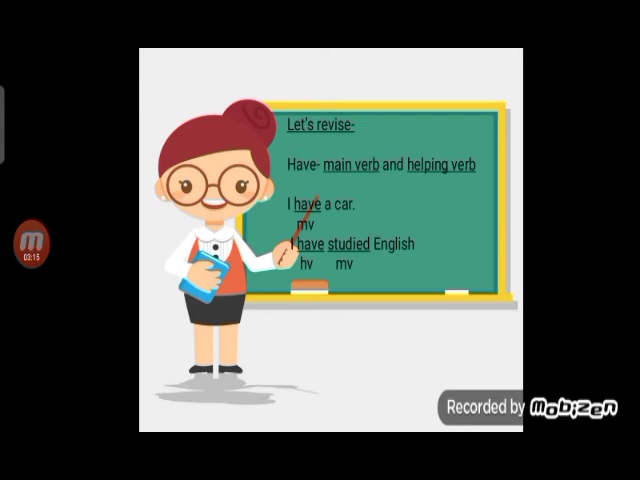 Let's revise-
Have- main verb and helping verb
I have a car.
mv
I have studied English
hv mv
03:15
Recorded by Mobizen